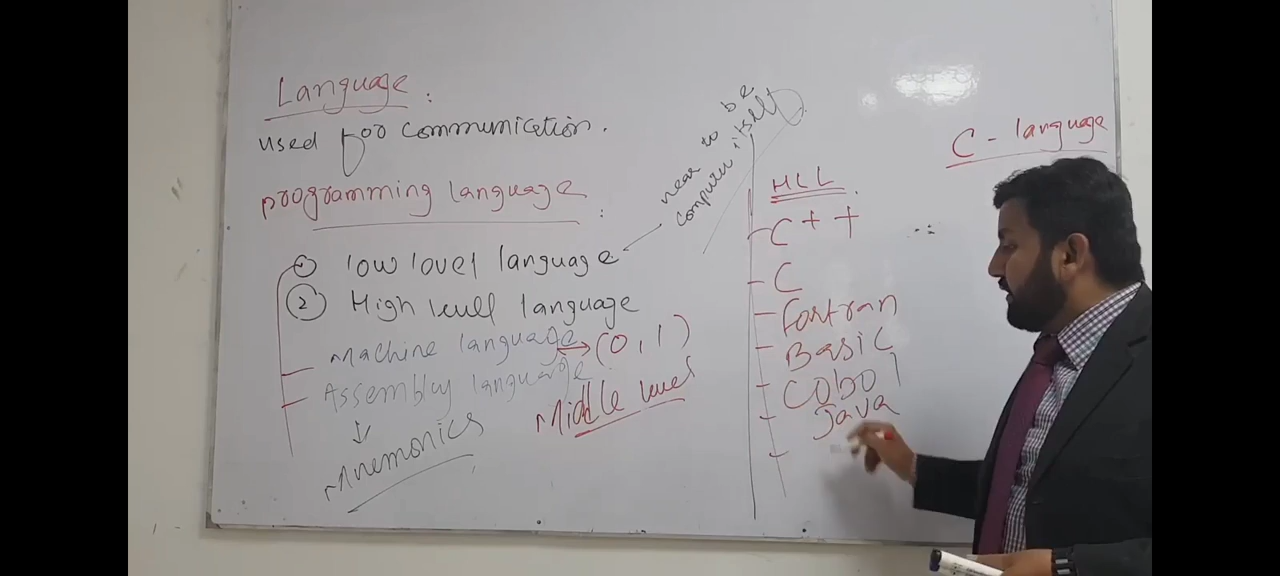 Language :
used for communication.
programming language :
① low level language
② High level language
Machine language ↔ (0, 1)
Assembly language
↓
Mnemonics
Middle level
near to be
computer itself
HLL
C++
C
Fortran
Basic
Cobol
Java
C - language